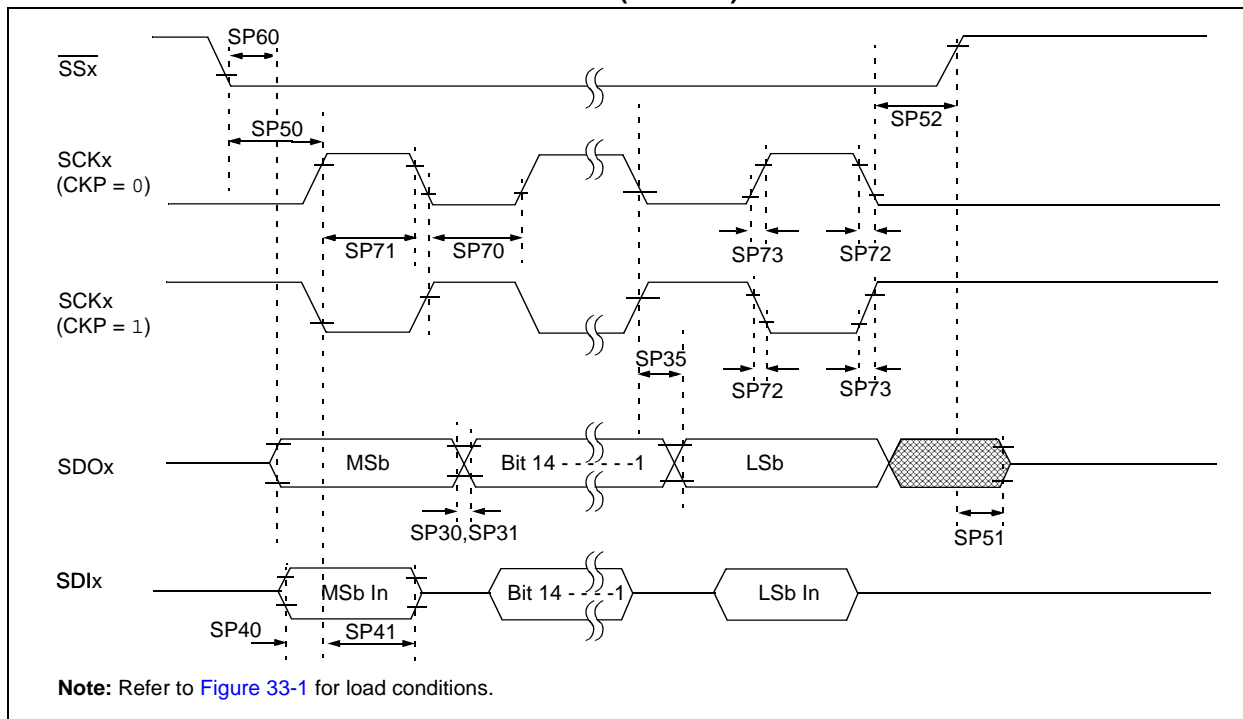 SP60
SSx
SP50
SP52
SCKx
(CKP = 0)
SP71
SP70
SP73
SP72
SCKx
(CKP = 1)
SP35
SP72
SP73
SDOx
MSb
Bit 14 - - - - - -1
LSb
SP30,SP31
SP51
SDIx
MSb In
Bit 14 - - - -1
LSb In
SP40
SP41
Note: Refer to Figure 33-1 for load conditions.